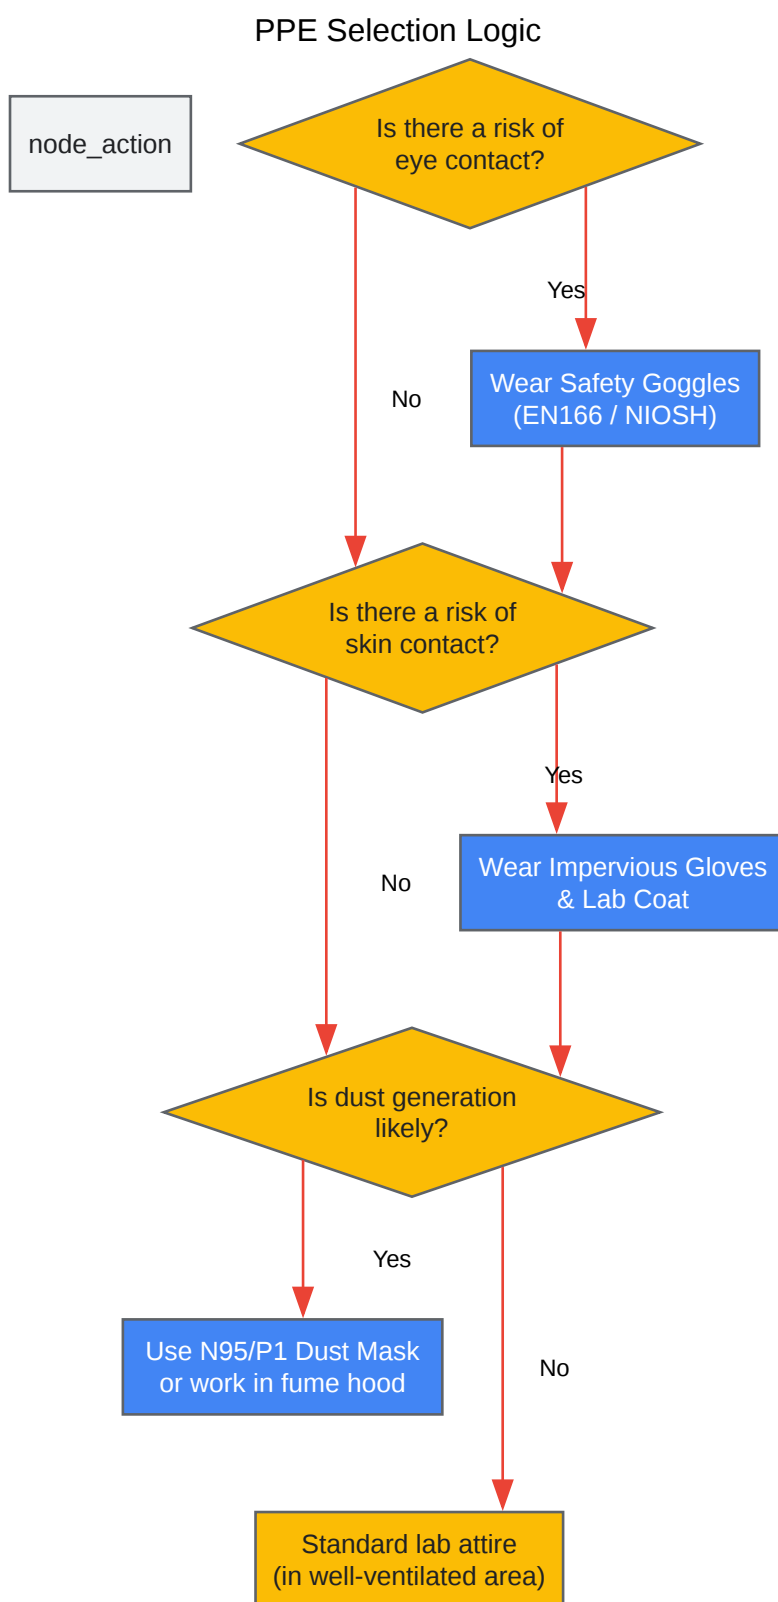 PPE Selection Logic
node_action
Is there a risk of
eye contact?
Yes
No
Wear Safety Goggles
(EN166 / NIOSH)
Is there a risk of
skin contact?
Yes
No
Wear Impervious Gloves
& Lab Coat
Is dust generation
likely?
Yes
Use N95/P1 Dust Mask
or work in fume hood
No
Standard lab attire
(in well-ventilated area)